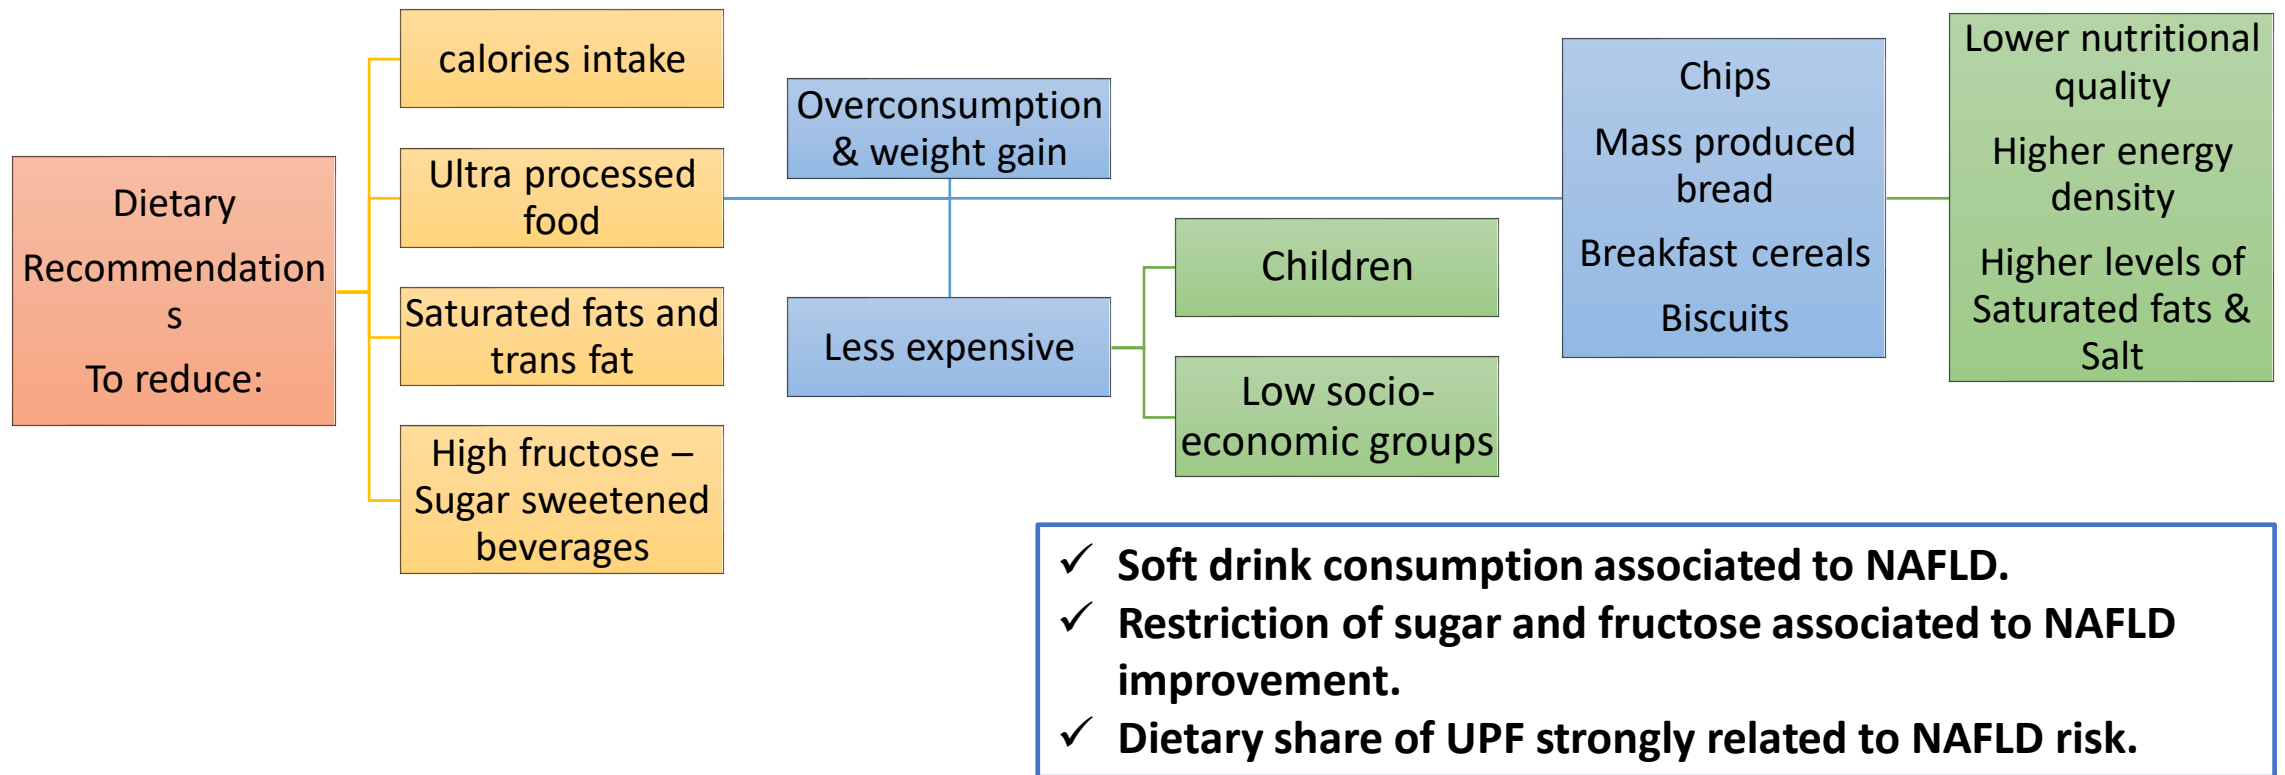 Dietary
Recommendation
s
To reduce:
calories intake
Ultra processed
food
Saturated fats and
trans fat
High fructose –
Sugar sweetened
beverages
Overconsumption
& weight gain
Less expensive
Children
Low socio-
economic groups
Chips
Mass produced
bread
Breakfast cereals
Biscuits
Lower nutritional
quality
Higher energy
density
Higher levels of
Saturated fats &
Salt
✓ Soft drink consumption associated to NAFLD.
✓ Restriction of sugar and fructose associated to NAFLD
improvement.
✓ Dietary share of UPF strongly related to NAFLD risk.